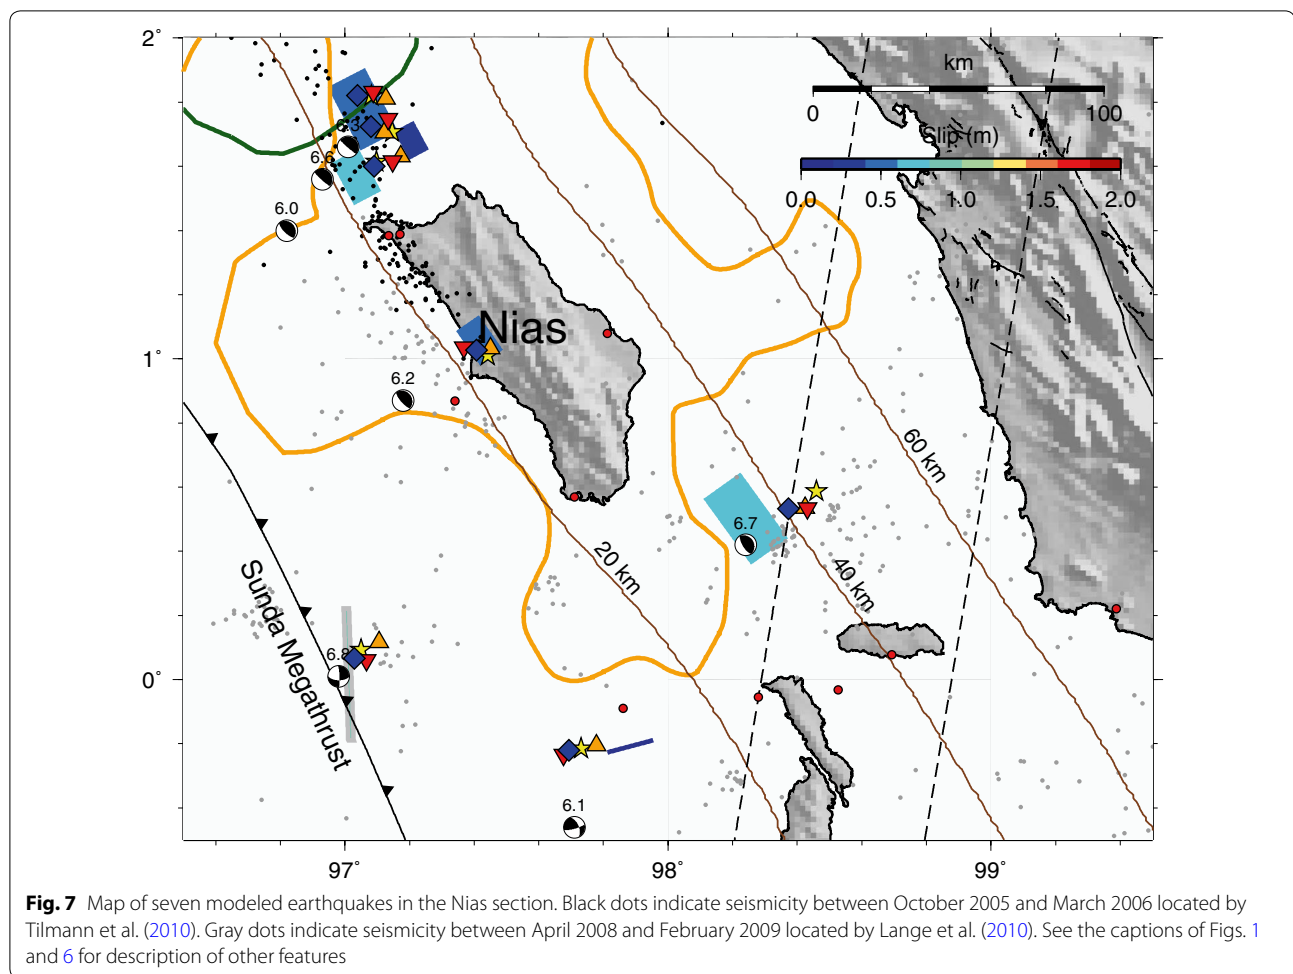 2°
km
0
100
Slip (m)
0.0
0.5
1.0
1.5
2.0
6.3
6.6
6.0
Nias
1°
6.2
60 km
6.7
20 km
40 km
Sunda Megathrust
6.8
0°
6.1
97°
98°
99°
Fig. 7 Map of seven modeled earthquakes in the Nias section. Black dots indicate seismicity between October 2005 and March 2006 located by
Tilmann et al. (2010). Gray dots indicate seismicity between April 2008 and February 2009 located by Lange et al. (2010). See the captions of Figs. 1
and 6 for description of other features